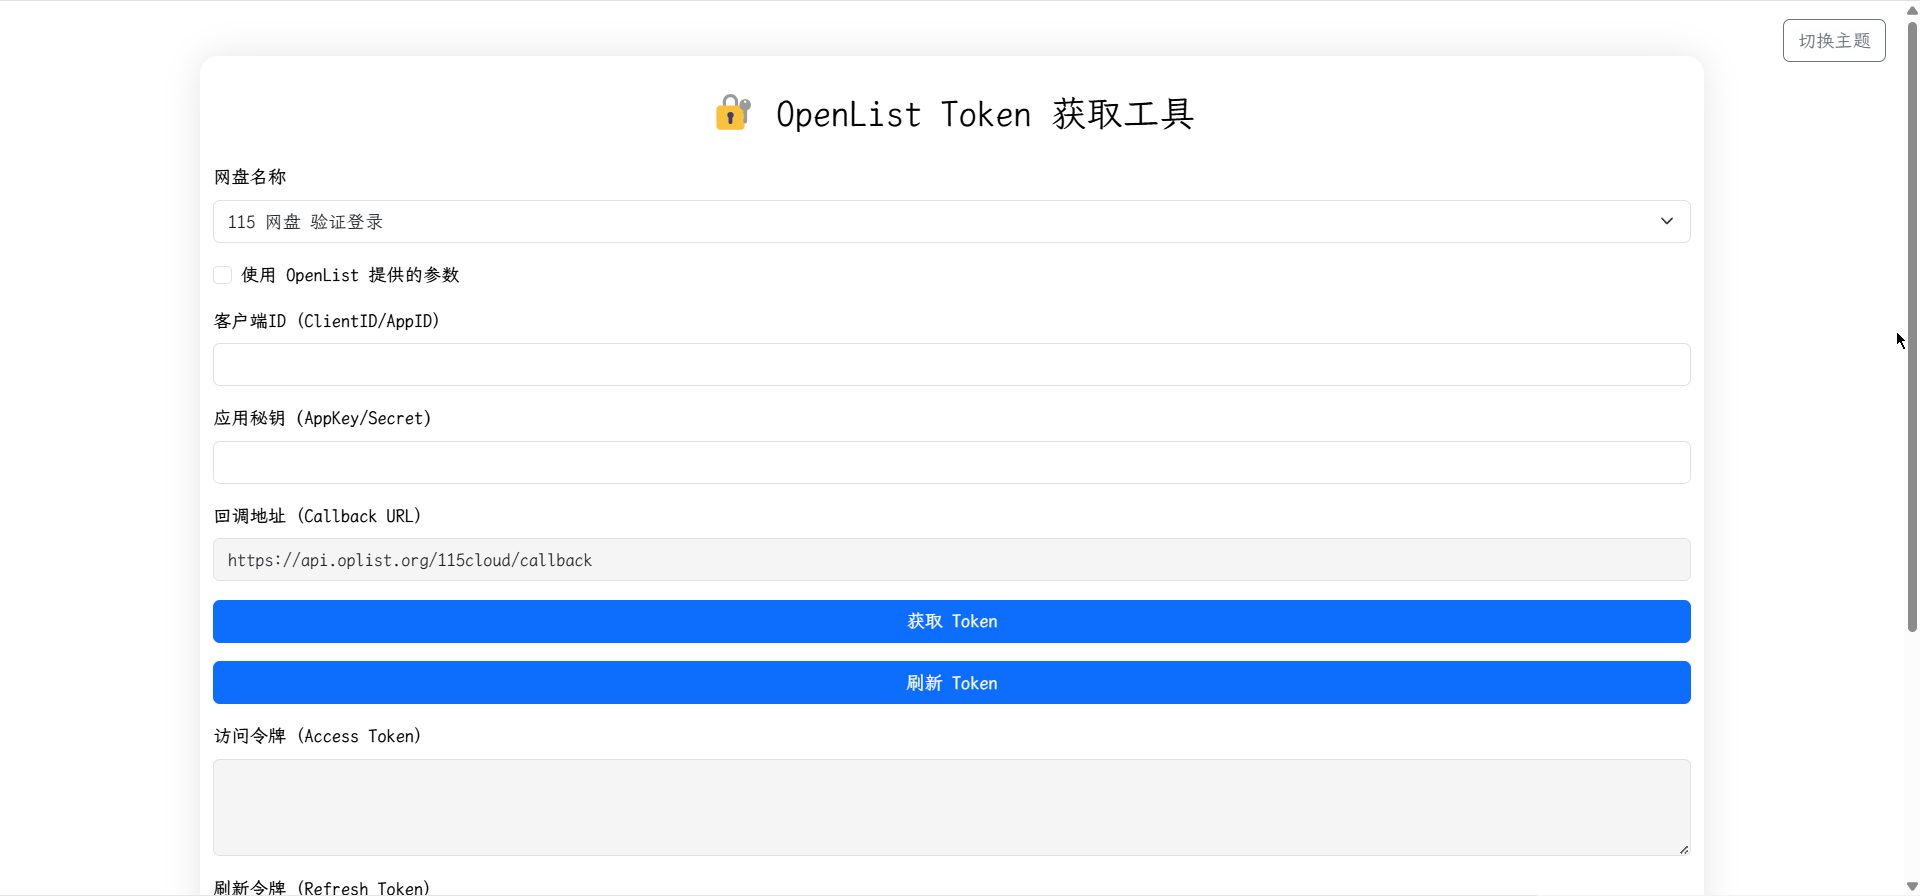 切换主题
🔐 OpenList Token 获取工具
网盘名称
115 网盘 验证登录
使用 OpenList 提供的参数
客户端ID (ClientID/AppID)
应用秘钥 (AppKey/Secret)
回调地址 (Callback URL)
https://api.oplist.org/115cloud/callback
获取 Token
刷新 Token
访问令牌 (Access Token)
刷新令牌 (Refresh Token)